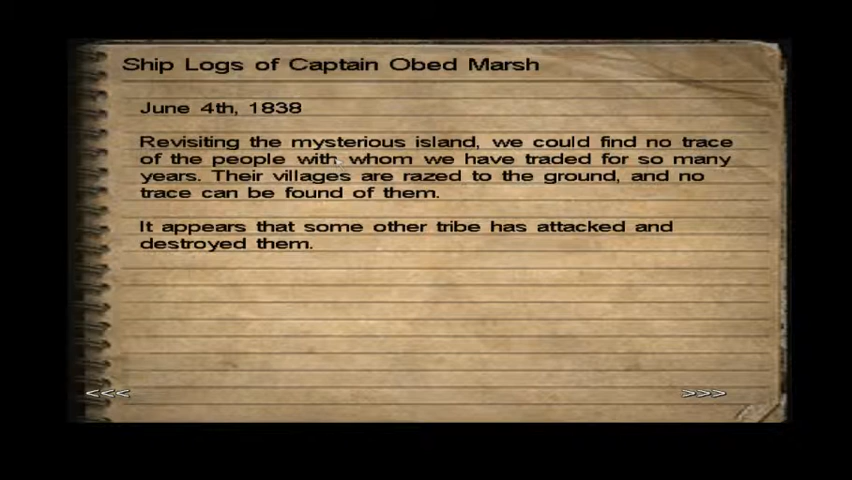 Ship Logs of Captain Obed Marsh
June 4th, 1838
Revisiting the mysterious island, we could find no trace
of the people with whom we have traded for so many
years. Their villages are razed to the ground, and no
trace can be found of them.
It appears that some other tribe has attacked and
destroyed them.
<<< >>>